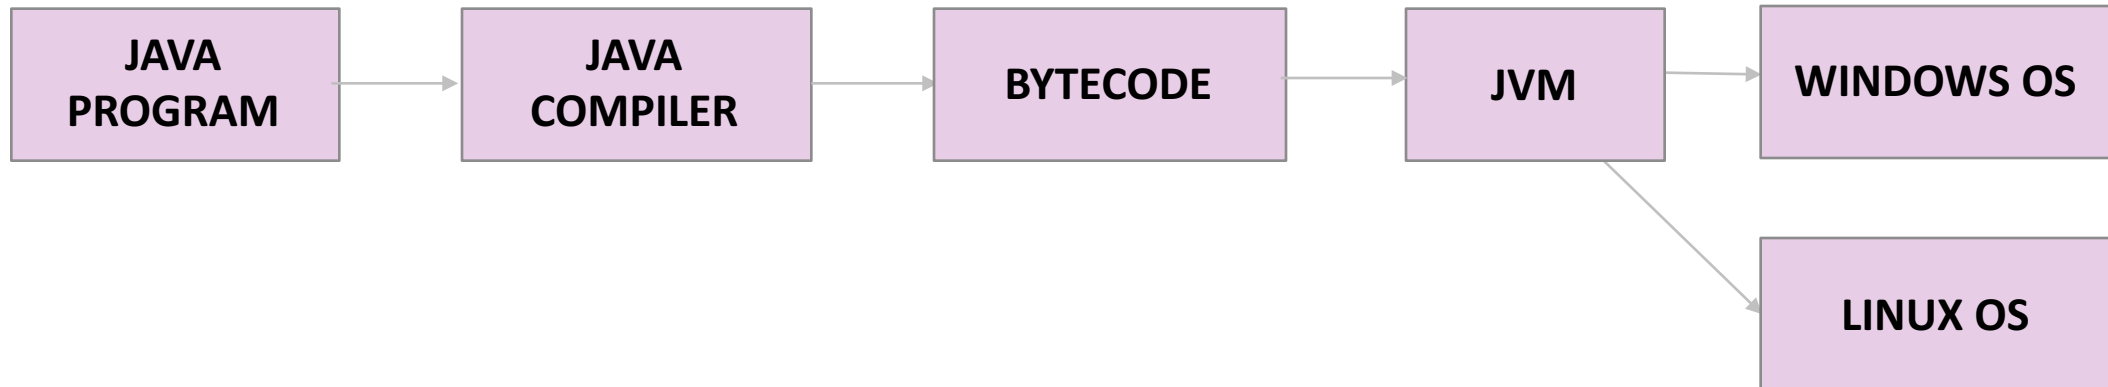 JAVA
PROGRAM
JAVA
COMPILER
BYTECODE
JVM
WINDOWS OS
LINUX OS